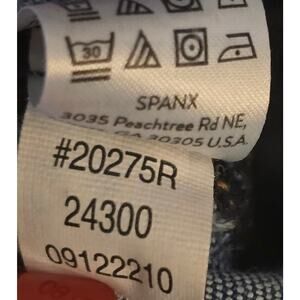 30
SPANX
3035 Peachtree Rd NE,
GA 30305 U.S.A.
#20275R
24300
09122210